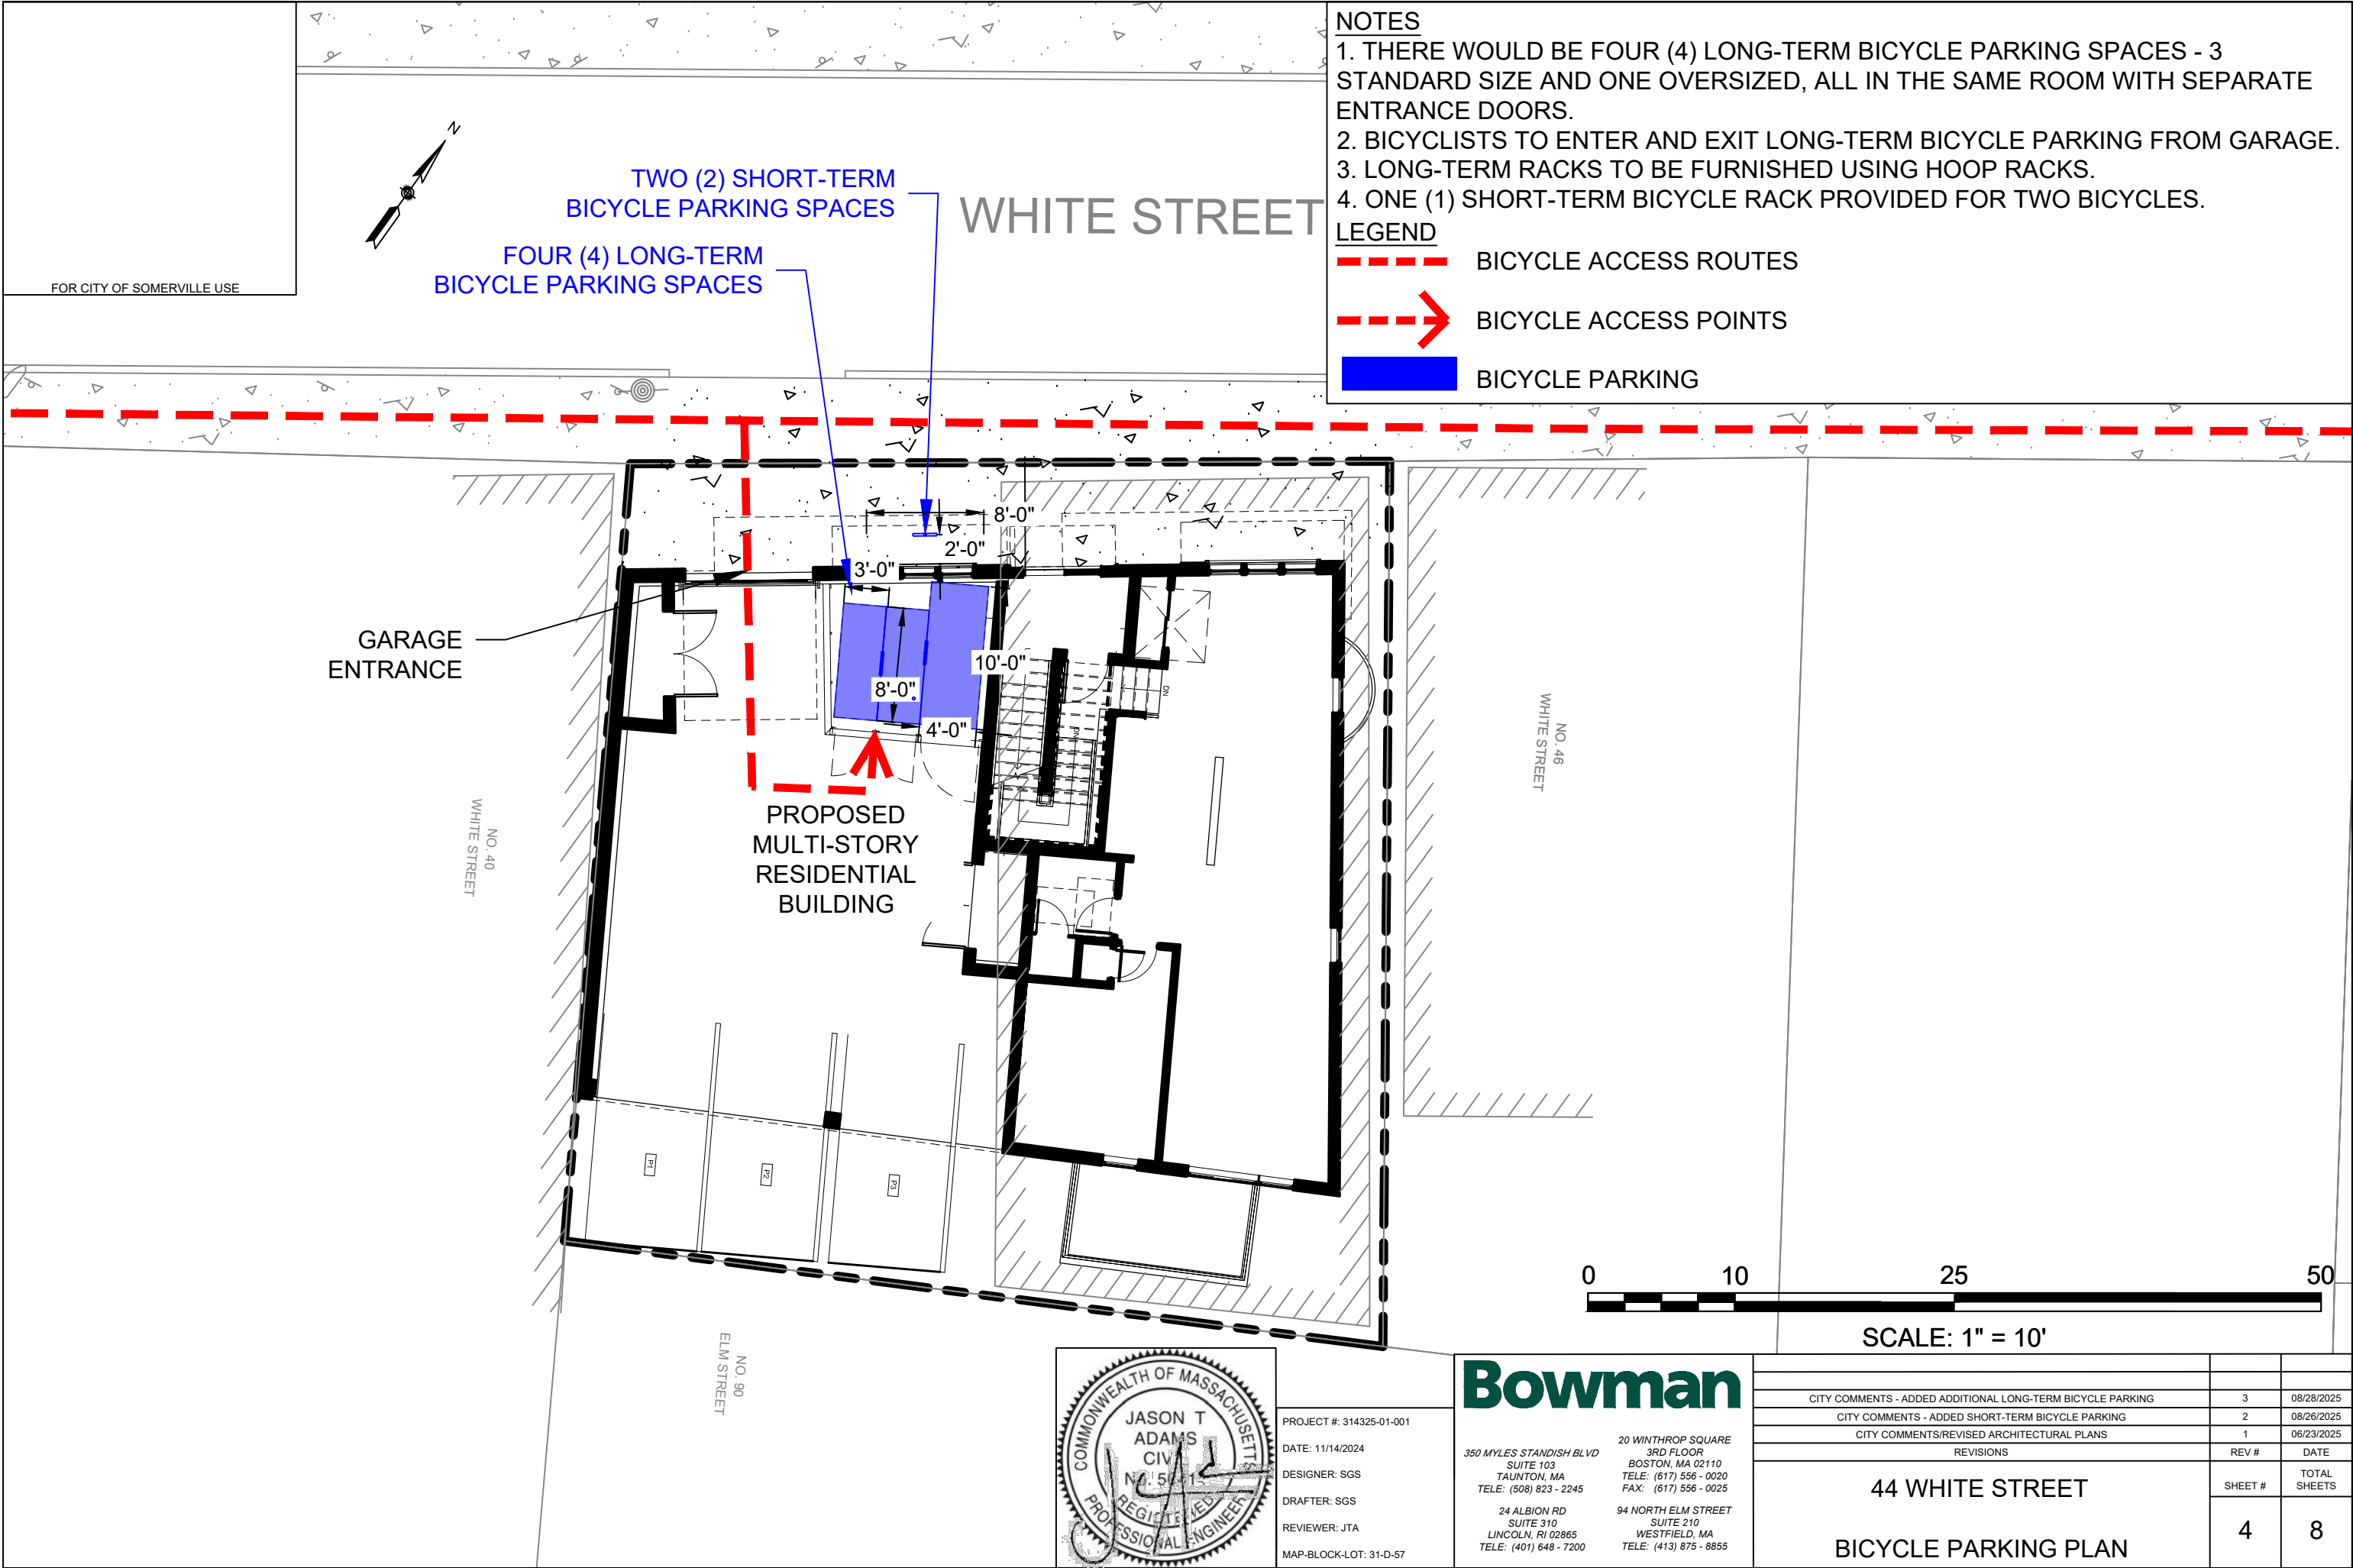 FOR CITY OF SOMERVILLE USE
N
TWO (2) SHORT-TERM
BICYCLE PARKING SPACES
FOUR (4) LONG-TERM
BICYCLE PARKING SPACES
WHITE STREET
NOTES
1. THERE WOULD BE FOUR (4) LONG-TERM BICYCLE PARKING SPACES - 3
STANDARD SIZE AND ONE OVERSIZED, ALL IN THE SAME ROOM WITH SEPARATE
ENTRANCE DOORS.
2. BICYCLISTS TO ENTER AND EXIT LONG-TERM BICYCLE PARKING FROM GARAGE.
3. LONG-TERM RACKS TO BE FURNISHED USING HOOP RACKS.
4. ONE (1) SHORT-TERM BICYCLE RACK PROVIDED FOR TWO BICYCLES.
LEGEND
BICYCLE ACCESS ROUTES
BICYCLE ACCESS POINTS
BICYCLE PARKING
8'-0"
2'-0"
3'-0"
GARAGE
ENTRANCE
10'-0"
8'-0"
4'-0"
DN
PROPOSED
MULTI-STORY
RESIDENTIAL
BUILDING
NO. 40
WHITE STREET
NO. 46
WHITE STREET
P1
P2
P3
NO. 90
ELM STREET
0 10 25 50
SCALE: 1" = 10'
COMMONWEALTH OF MASSACHUSETTS
JASON T
ADAMS
REGISTERED
PROFESSIONAL ENGINEER
PROJECT #: 314325-01-001
DATE: 11/14/2024
DESIGNER: SGS
DRAFTER: SGS
REVIEWER: JTA
MAP-BLOCK-LOT: 31-D-57
Bowman
350 MYLES STANDISH BLVD
SUITE 103
TAUNTON, MA
TELE: (508) 823 - 2245
20 WINTHROP SQUARE
3RD FLOOR
BOSTON, MA 02110
TELE: (617) 556 - 0020
FAX: (617) 556 - 0025
24 ALBION RD
SUITE 310
LINCOLN, RI 02865
TELE: (401) 648 - 7200
94 NORTH ELM STREET
SUITE 210
WESTFIELD, MA
TELE: (413) 875 - 8855
CITY COMMENTS - ADDED ADDITIONAL LONG-TERM BICYCLE PARKING 3 08/28/2025
CITY COMMENTS - ADDED SHORT-TERM BICYCLE PARKING 2 08/26/2025
CITY COMMENTS/REVISED ARCHITECTURAL PLANS 1 06/23/2025
REVISIONS REV # DATE
44 WHITE STREET
BICYCLE PARKING PLAN
SHEET #
4
TOTAL
SHEETS
8